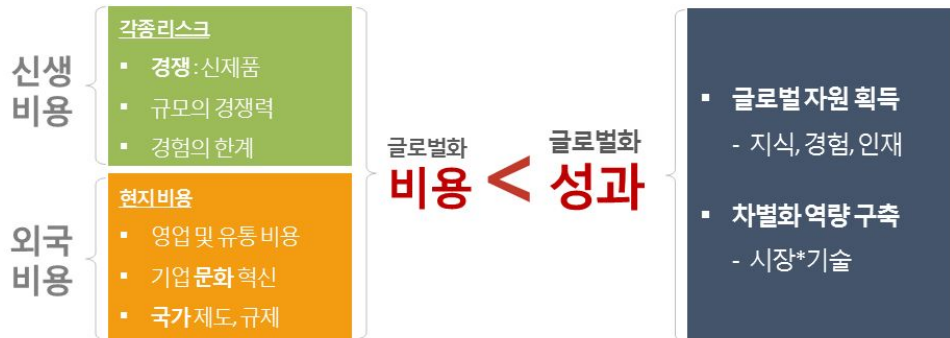 신생
비용
각종리스크
▪ 경쟁:신제품
▪ 규모의 경쟁력
▪ 경험의 한계
외국
비용
현지비용
▪ 영업 및 유통 비용
▪ 기업 문화 혁신
▪ 국가 제도, 규제
글로벌화
비용
<
글로벌화
성과
▪ 글로벌 자원 획득
- 지식, 경험, 인재
▪ 차별화 역량 구축
- 시장*기술